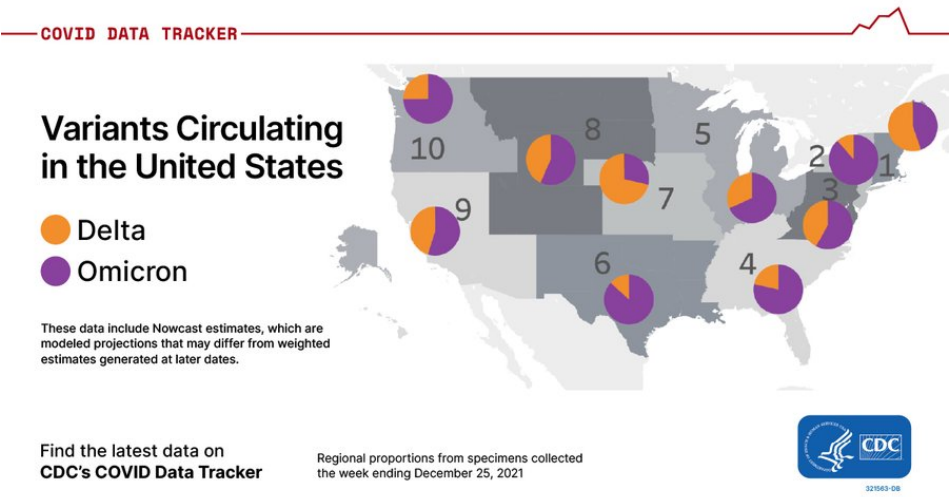 COVID DATA TRACKER
Variants Circulating
in the United States
Delta
Omicron
These data include Nowcast estimates, which are
modeled projections that may differ from weighted
estimates generated at later dates.
10
8
5
2
1
3
9
7
6
4
Find the latest data on
CDC's COVID Data Tracker
Regional proportions from specimens collected
the week ending December 25, 2021
CDC
321563-DB